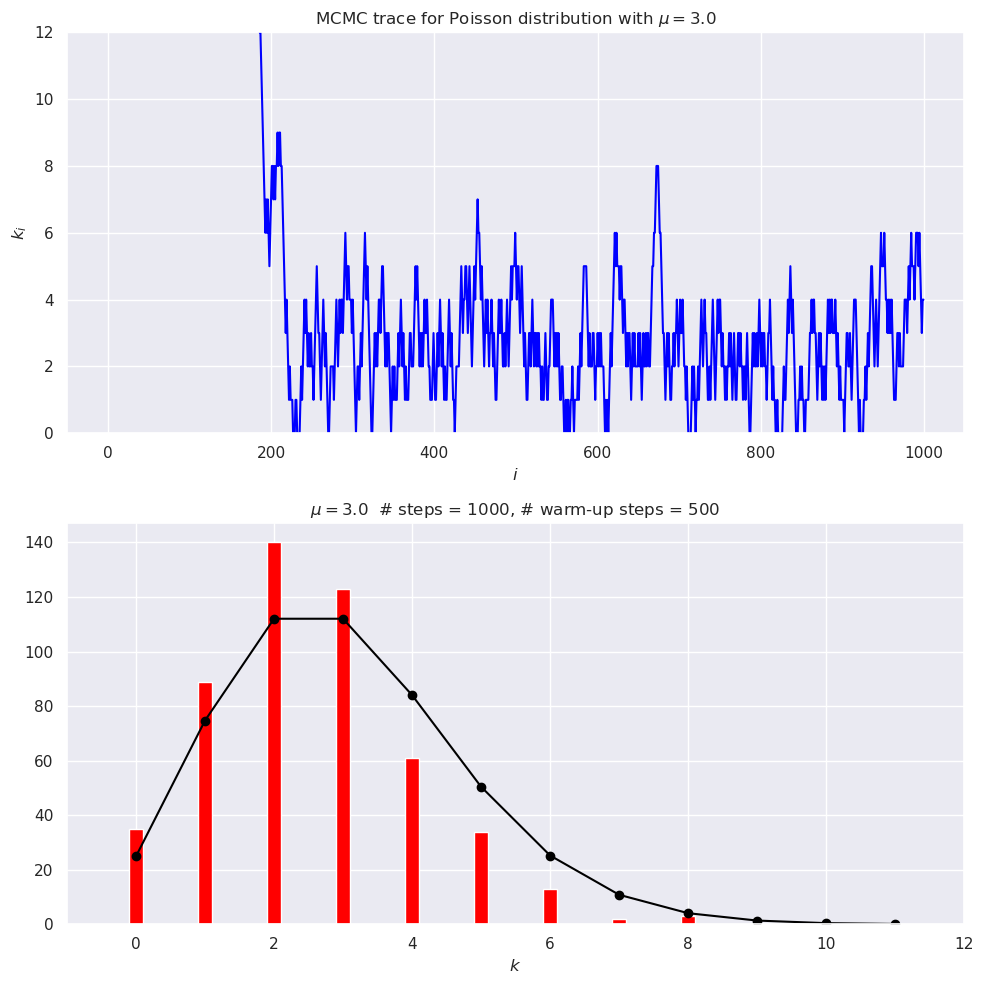 MCMC trace for Poisson distribution with μ = 3.0
12
10
8
6
4
2
0
k_i
0 200 400 600 800 1000
i
μ = 3.0 # steps = 1000, # warm-up steps = 500
140
120
100
80
60
40
20
0
0 2 4 6 8 10 12
k